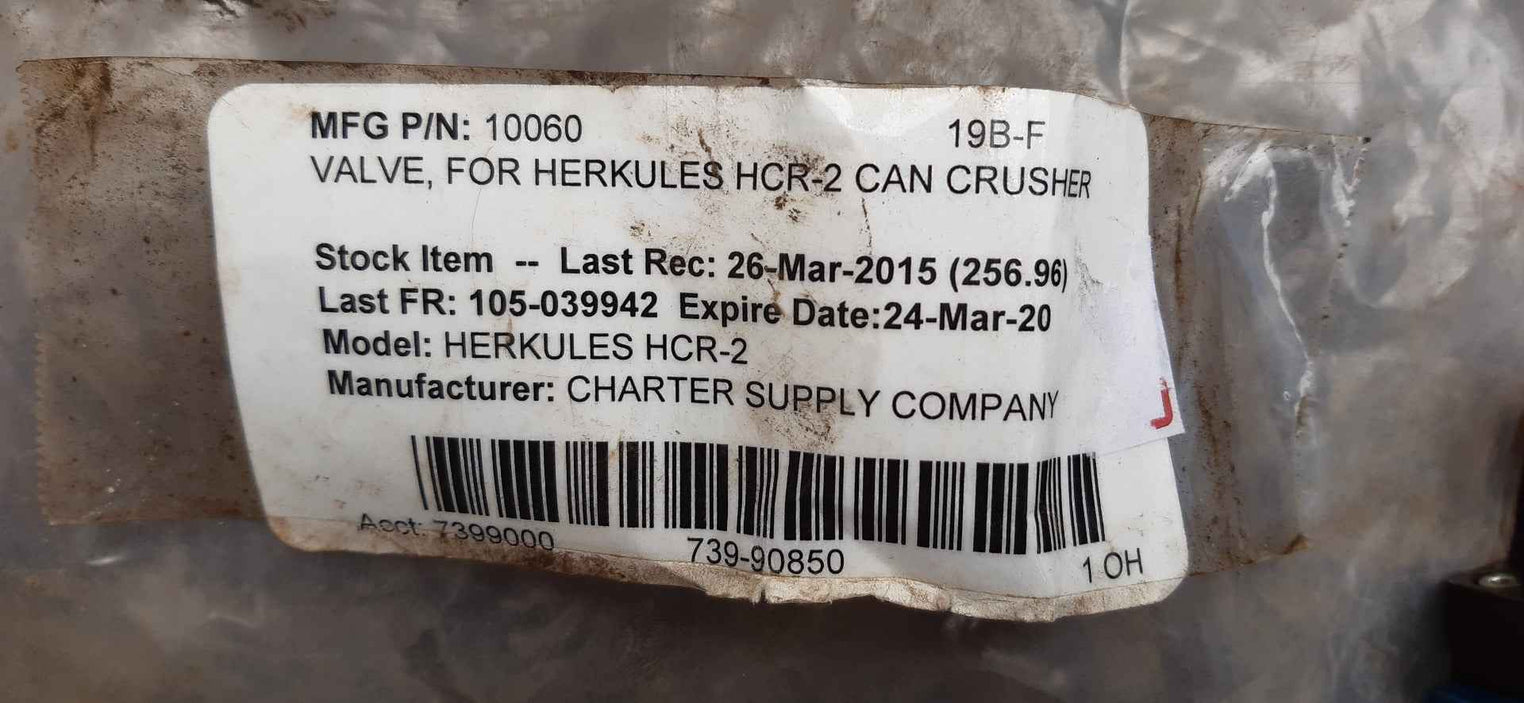 MFG P/N: 10060 19B-F
VALVE, FOR HERKULES HCR-2 CAN CRUSHER
Stock Item -- Last Rec: 26-Mar-2015 (256.96)
Last FR: 105-039942 Expire Date:24-Mar-20
Model: HERKULES HCR-2
Manufacturer: CHARTER SUPPLY COMPANY
Acct: 7399000 739-90850 1 OH